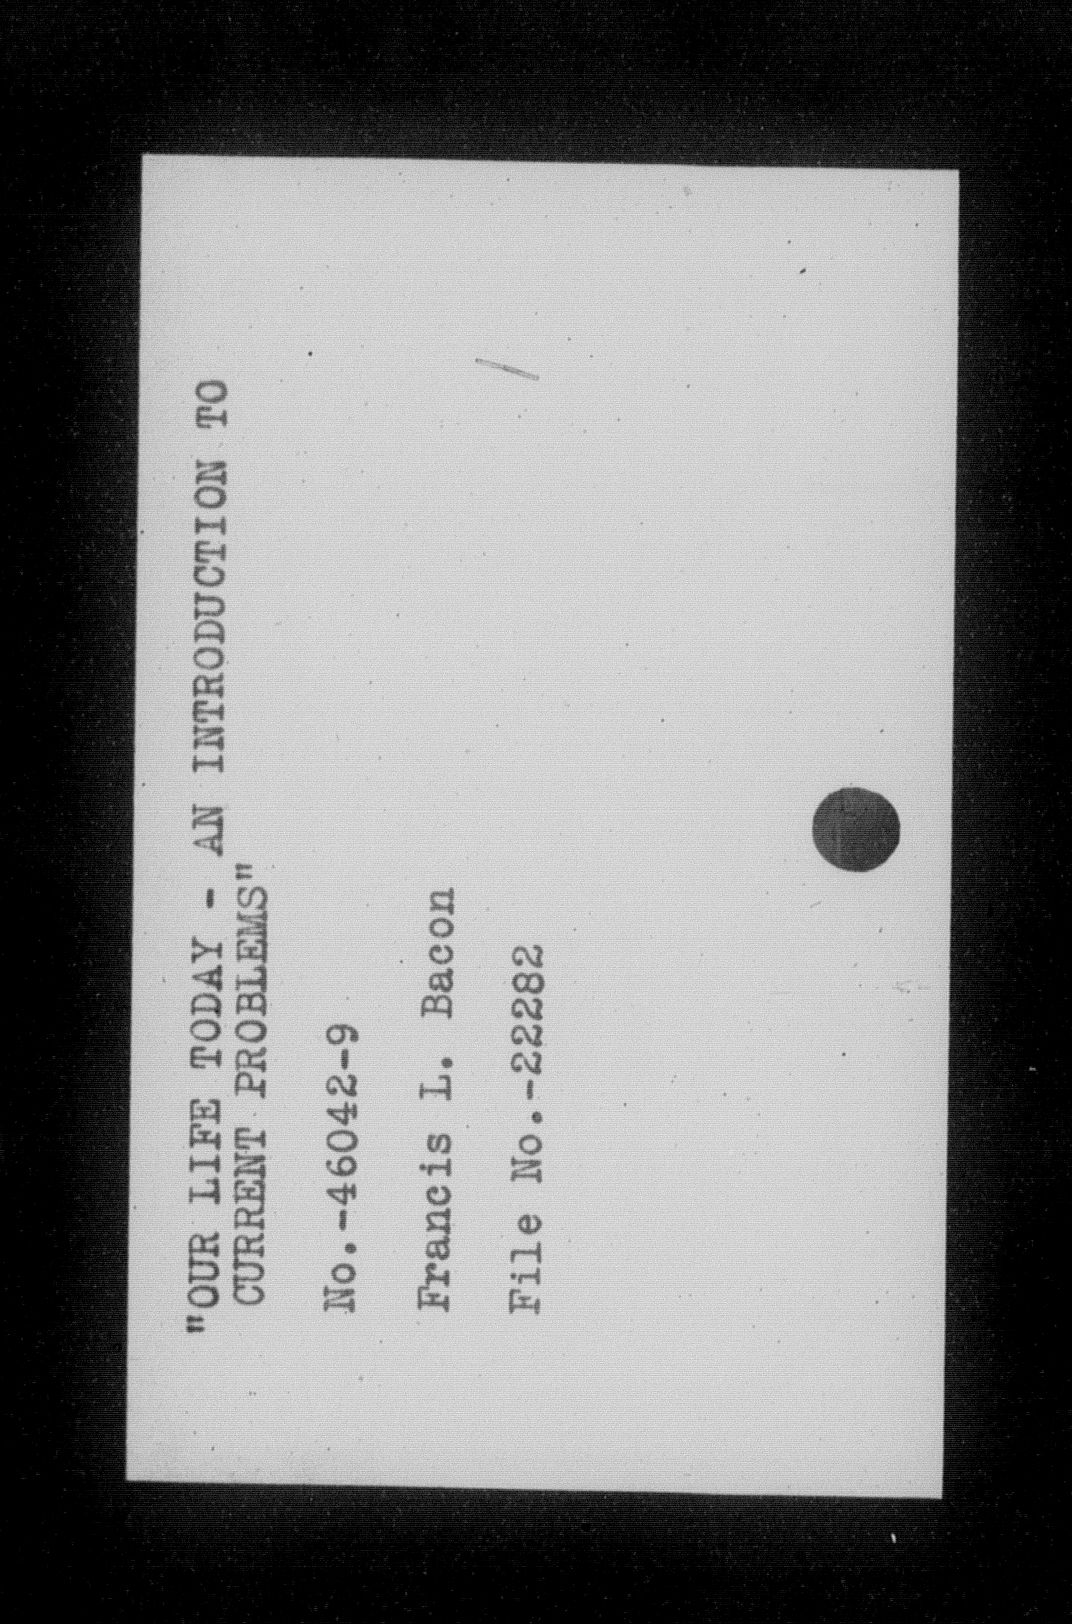 "OUR LIFE TODAY - AN INTRODUCTION TO
CURRENT PROBLEMS"
No.-46042-9
Francis L. Bacon
File No.-22282